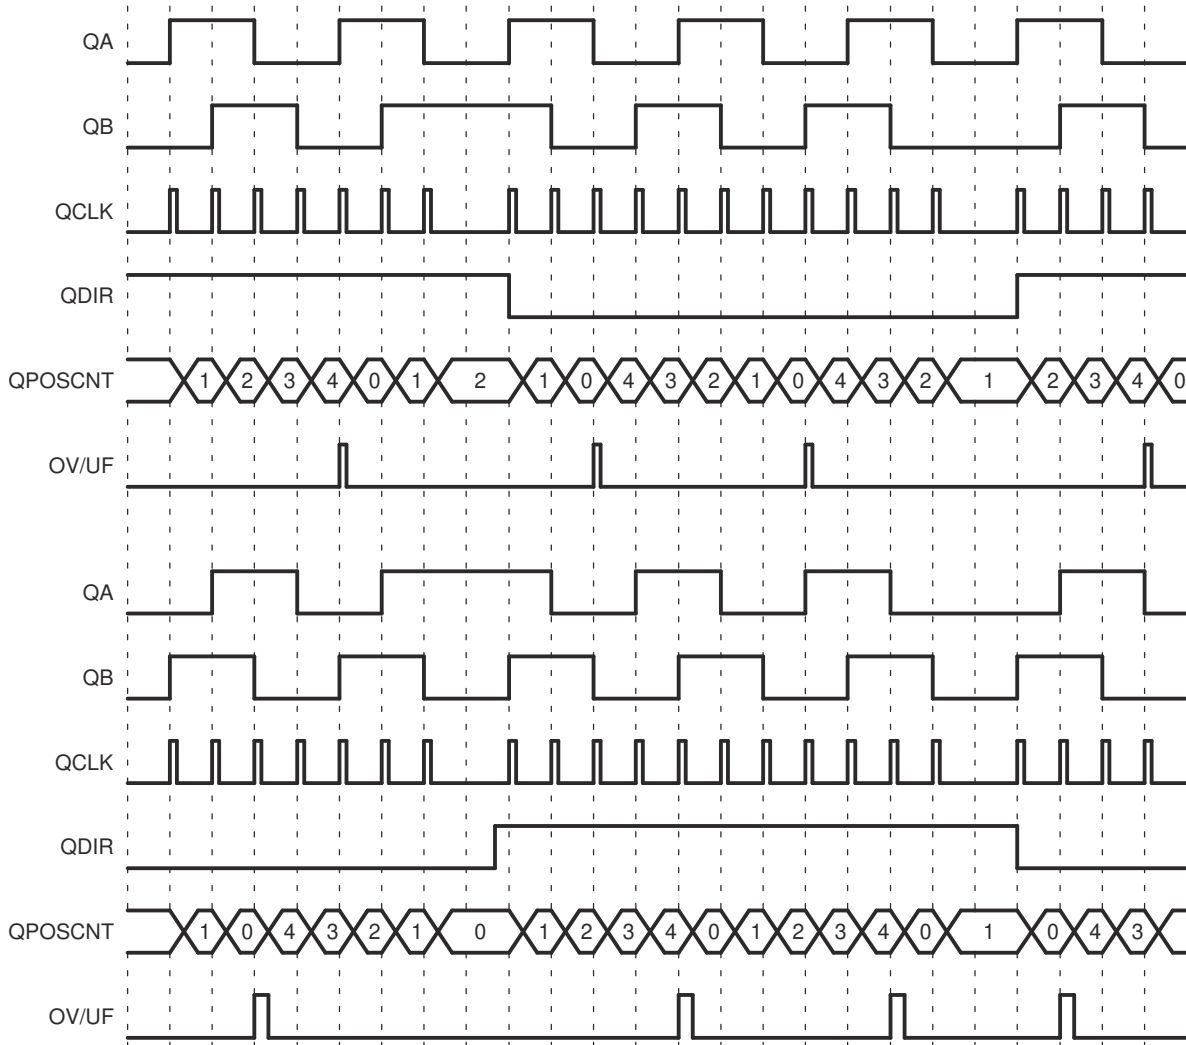 QA
QB
QCLK
QDIR
QPOSCNT 1 2 3 4 0 1 2 1 0 4 3 2 1 0 4 3 2 1 2 3 4 0
OV/UF
QA
QB
QCLK
QDIR
QPOSCNT 1 0 4 3 2 1 0 1 2 3 4 0 1 2 3 4 0 1 0 4 3
OV/UF